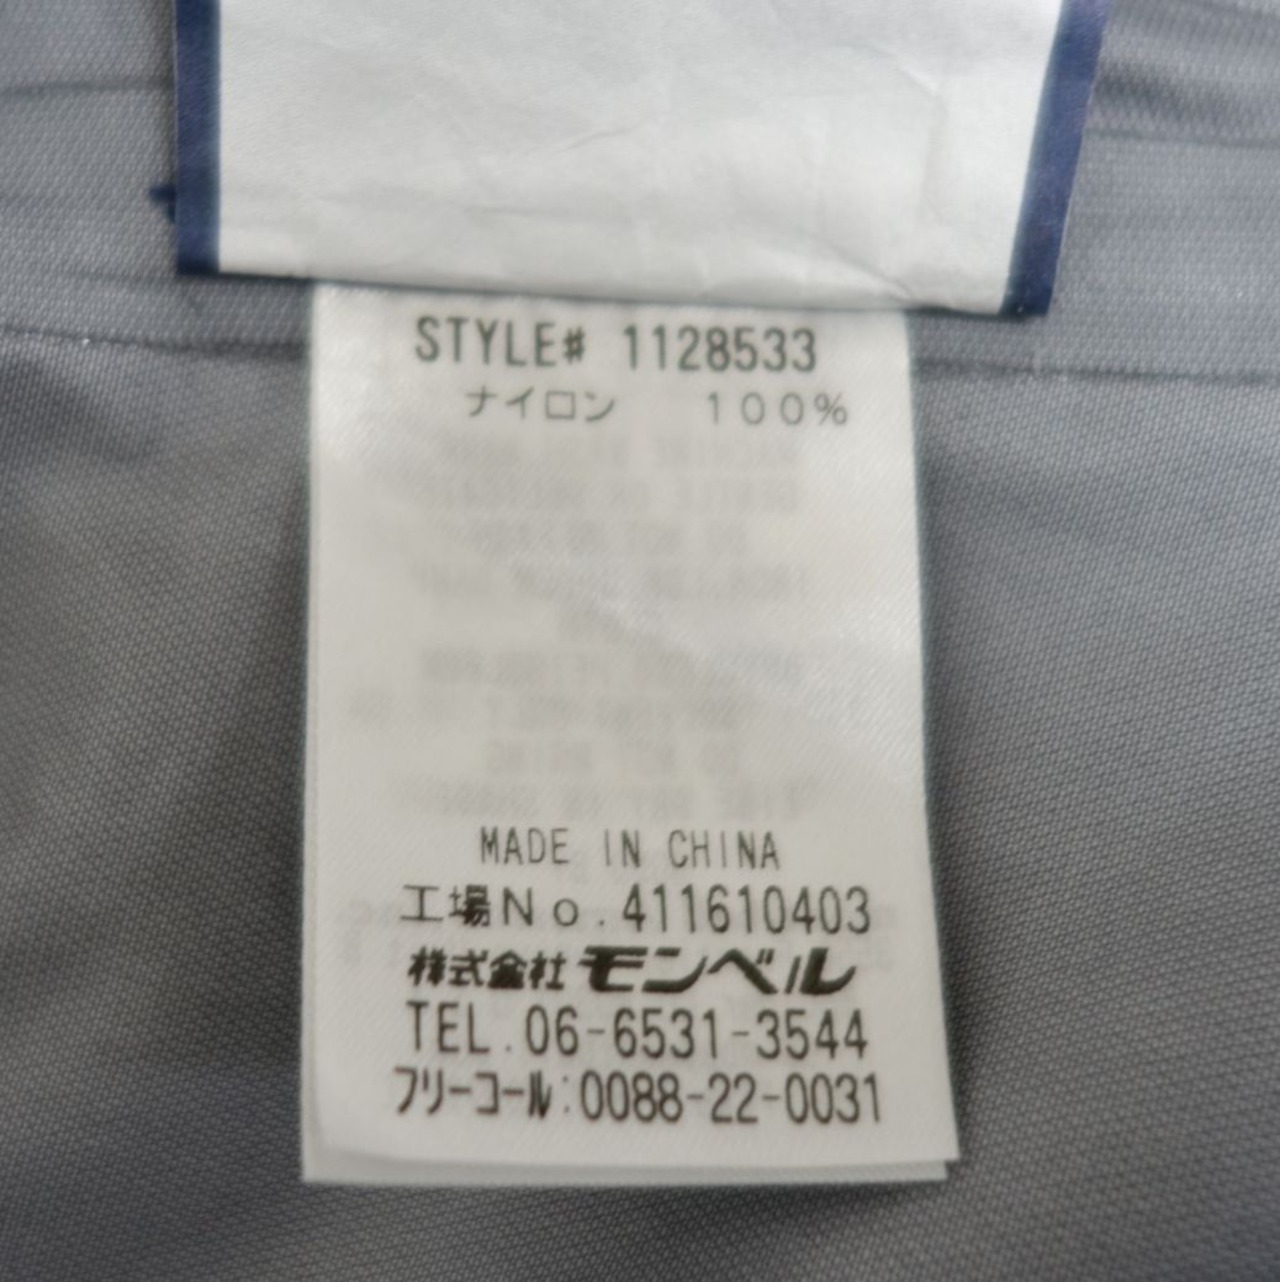 STYLE# 1128533
ナイロン 100%
MADE IN CHINA
工場No.411610403
株式会社モンベル
TEL.06-6531-3544
フリーコール:0088-22-0031